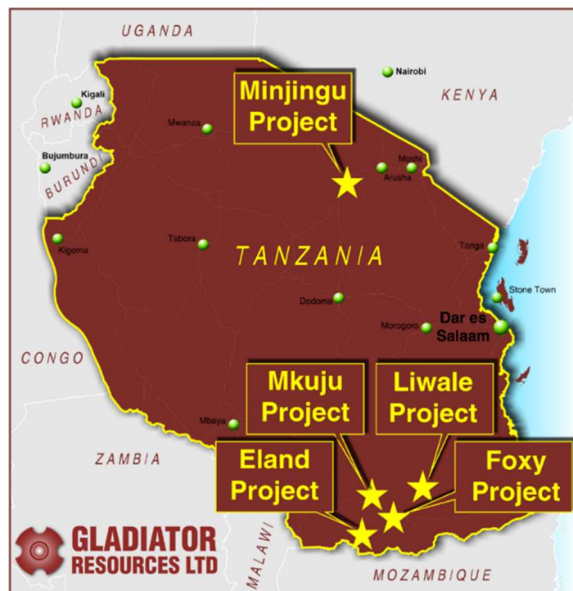 UGANDA
Nairobi
KENYA
Minjingu
Project
Kigali
RWANDA
Mwanza
Bujumbura
BURUNDI
Moshi
Arusha
Kigoma
Tabora
TANZANIA
Tanga
Dodoma
Stone Town
Morogoro
Dar es
Salaam
CONGO
Mkuju
Project
Liwale
Project
Mbeya
ZAMBIA
Eland
Project
Foxy
Project
GLADIATOR
RESOURCES LTD
MALAWI
MOZAMBIQUE